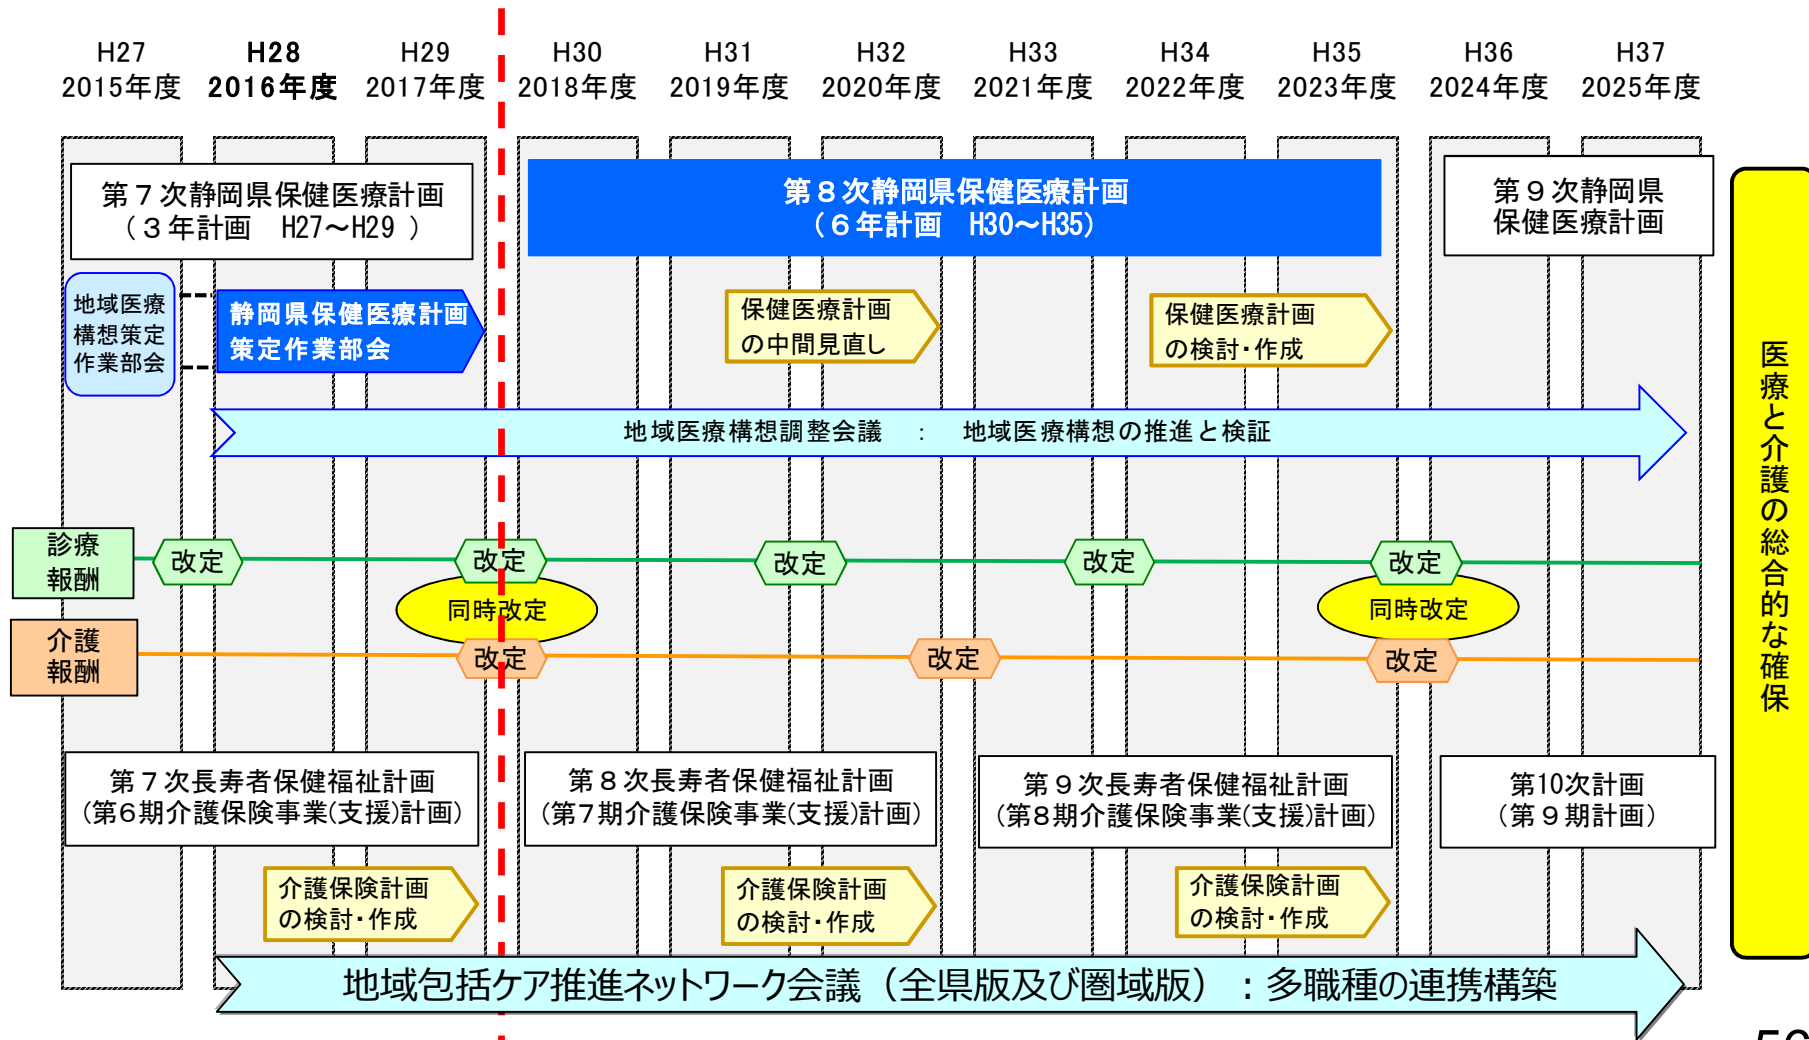 H27 H28 H29 H30 H31 H32 H33 H34 H35 H36 H37
2015年度 2016年度 2017年度 2018年度 2019年度 2020年度 2021年度 2022年度 2023年度 2024年度 2025年度
第7次静岡県保健医療計画
（3年計画　H27～H29 ）
第8次静岡県保健医療計画
（6年計画　H30～H35）
第9次静岡県
保健医療計画
地域医療
構想策定
作業部会
静岡県保健医療計画
策定作業部会
保健医療計画
の中間見直し
保健医療計画
の検討・作成
地域医療構想調整会議　：　地域医療構想の推進と検証
診療
報酬
改定 改定 改定 改定 改定
同時改定 同時改定
介護
報酬
改定 改定 改定
第7次長寿者保健福祉計画
(第6期介護保険事業(支援)計画)
第8次長寿者保健福祉計画
(第7期介護保険事業(支援)計画)
第9次長寿者保健福祉計画
(第8期介護保険事業(支援)計画)
第10次計画
（第9期計画）
介護保険計画
の検討・作成
介護保険計画
の検討・作成
介護保険計画
の検討・作成
地域包括ケア推進ネットワーク会議（全県版及び圏域版）：多職種の連携構築
医療と介護の総合的な確保